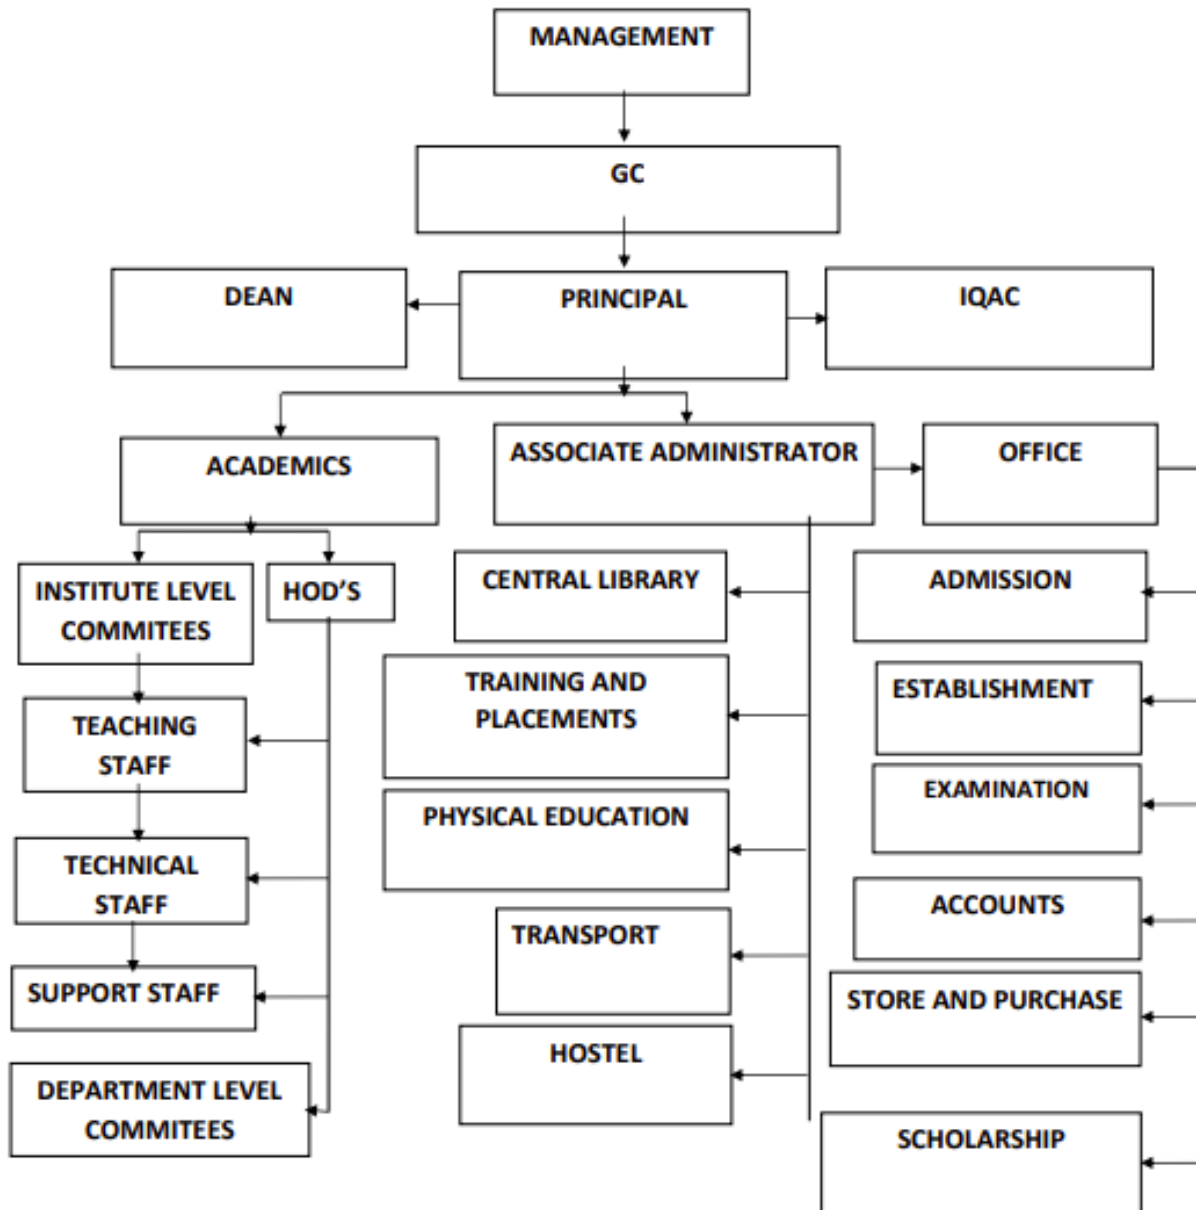 MANAGEMENT
GC
DEAN
PRINCIPAL
IQAC
ACADEMICS
ASSOCIATE ADMINISTRATOR
OFFICE
INSTITUTE LEVEL
COMMITEES
HOD'S
CENTRAL LIBRARY
ADMISSION
TRAINING AND
PLACEMENTS
ESTABLISHMENT
TEACHING
STAFF
PHYSICAL EDUCATION
EXAMINATION
TECHNICAL
STAFF
TRANSPORT
ACCOUNTS
SUPPORT STAFF
STORE AND PURCHASE
HOSTEL
DEPARTMENT LEVEL
COMMITEES
SCHOLARSHIP